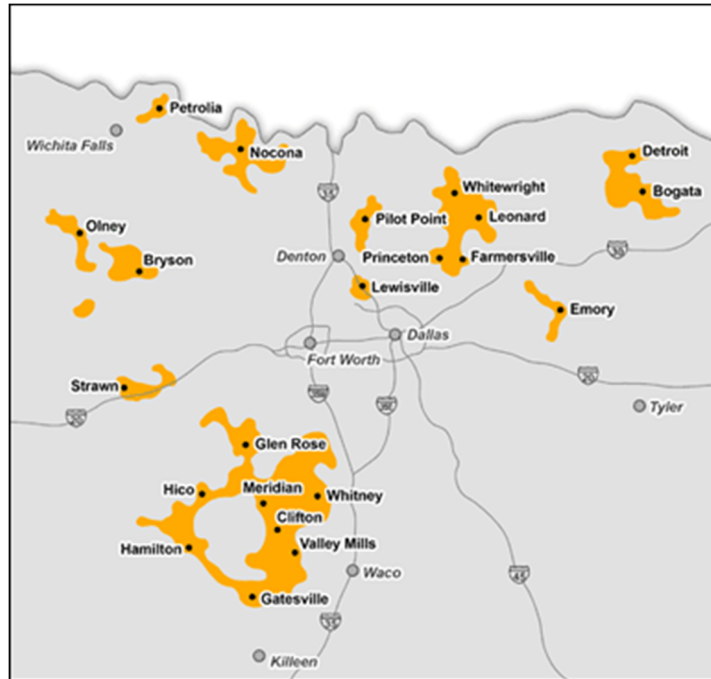 Petrolia
Wichita Falls
Nocona
Detroit
Bogata
Whitewright
35
Leonard
Pilot Point
Olney
Bryson
Denton
Princeton
Farmersville
30
Lewisville
Emory
Dallas
Fort Worth
Strawn
20
20
Tyler
Glen Rose
Hico
Meridian
Whitney
Clifton
Hamilton
Valley Mills
Waco
45
Gatesville
35
Killeen